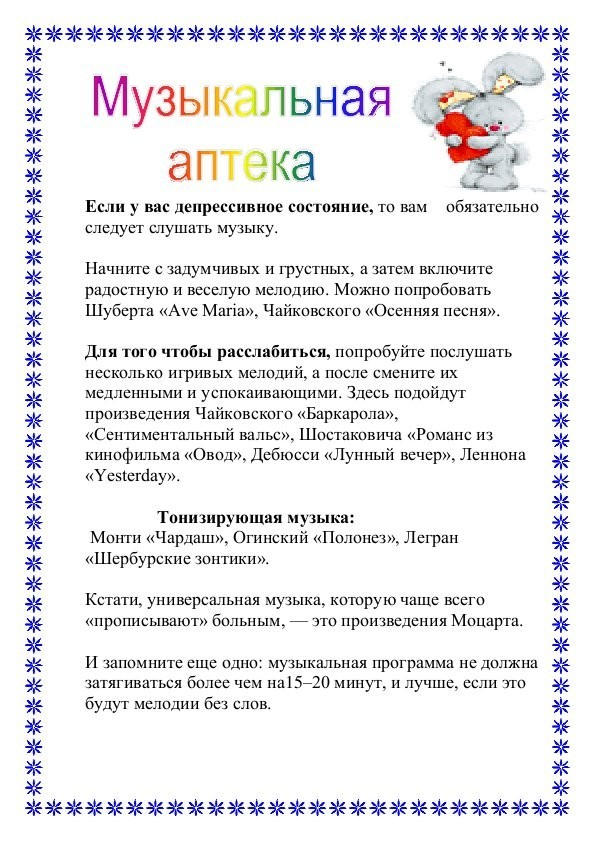 Музыкальная
аптека
Если у вас депрессивное состояние, то вам обязательно
следует слушать музыку.
Начните с задумчивых и грустных, а затем включите
радостную и веселую мелодию. Можно попробовать
Шуберта «Ave Maria», Чайковского «Осенняя песня».
Для того чтобы расслабиться, попробуйте послушать
несколько игривых мелодий, а после смените их
медленными и успокаивающими. Здесь подойдут
произведения Чайковского «Баркарола»,
«Сентиментальный вальс», Шостаковича «Романс из
кинофильма «Овод», Дебюсси «Лунный вечер», Леннона
«Yesterday».
Тонизирующая музыка:
Монти «Чардаш», Огинский «Полонез», Легран
«Шербурские зонтики».
Кстати, универсальная музыка, которую чаще всего
«прописывают» больным, — это произведения Моцарта.
И запомните еще одно: музыкальная программа не должна
затягиваться более чем на15–20 минут, и лучше, если это
будут мелодии без слов.